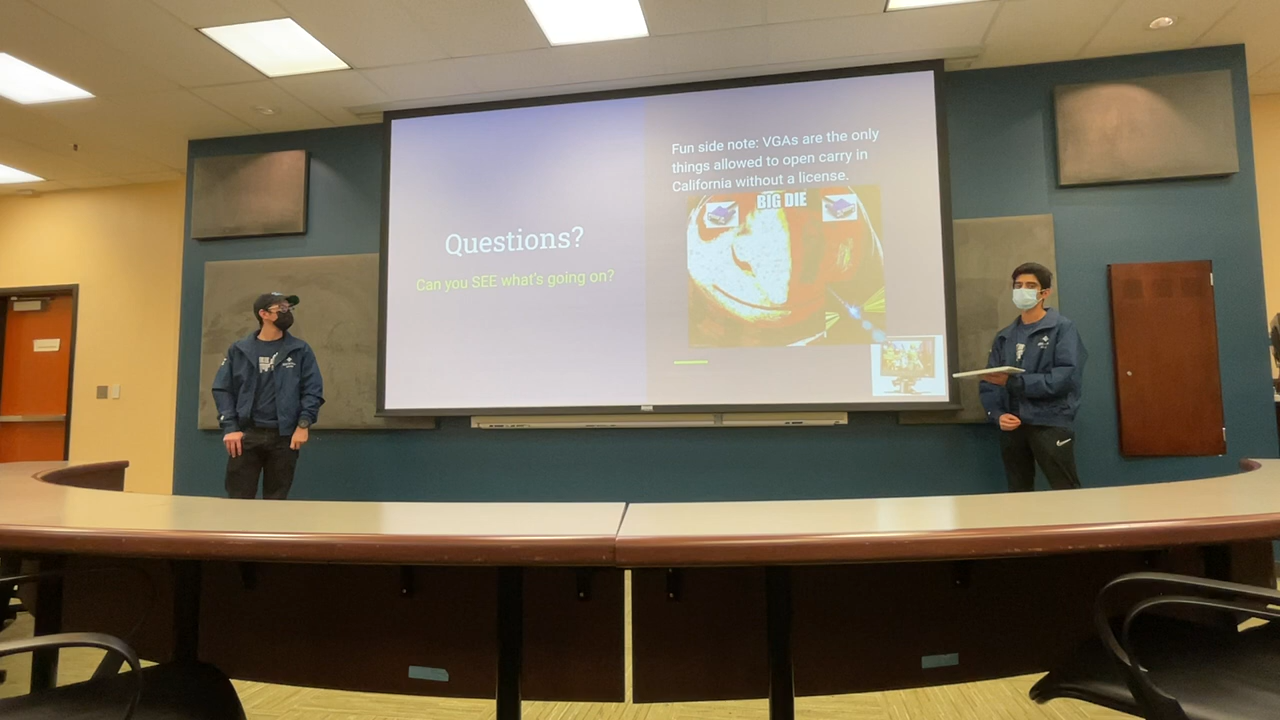 Questions?
Can you SEE what's going on?
Fun side note: VGAs are the only
things allowed to open carry in
California without a license.
BIG DIE